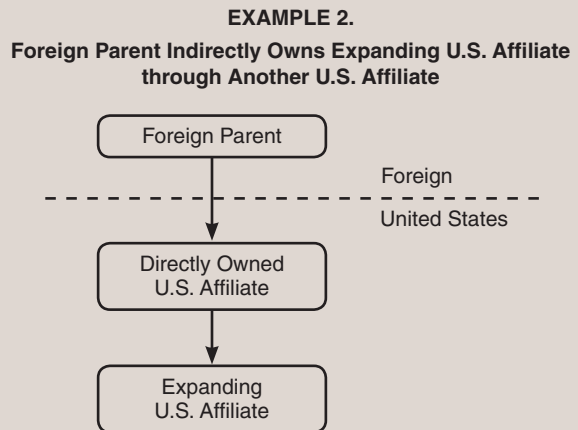 EXAMPLE 2.
Foreign Parent Indirectly Owns Expanding U.S. Affiliate
through Another U.S. Affiliate
Foreign Parent
Foreign
United States
Directly Owned
U.S. Affiliate
Expanding
U.S. Affiliate